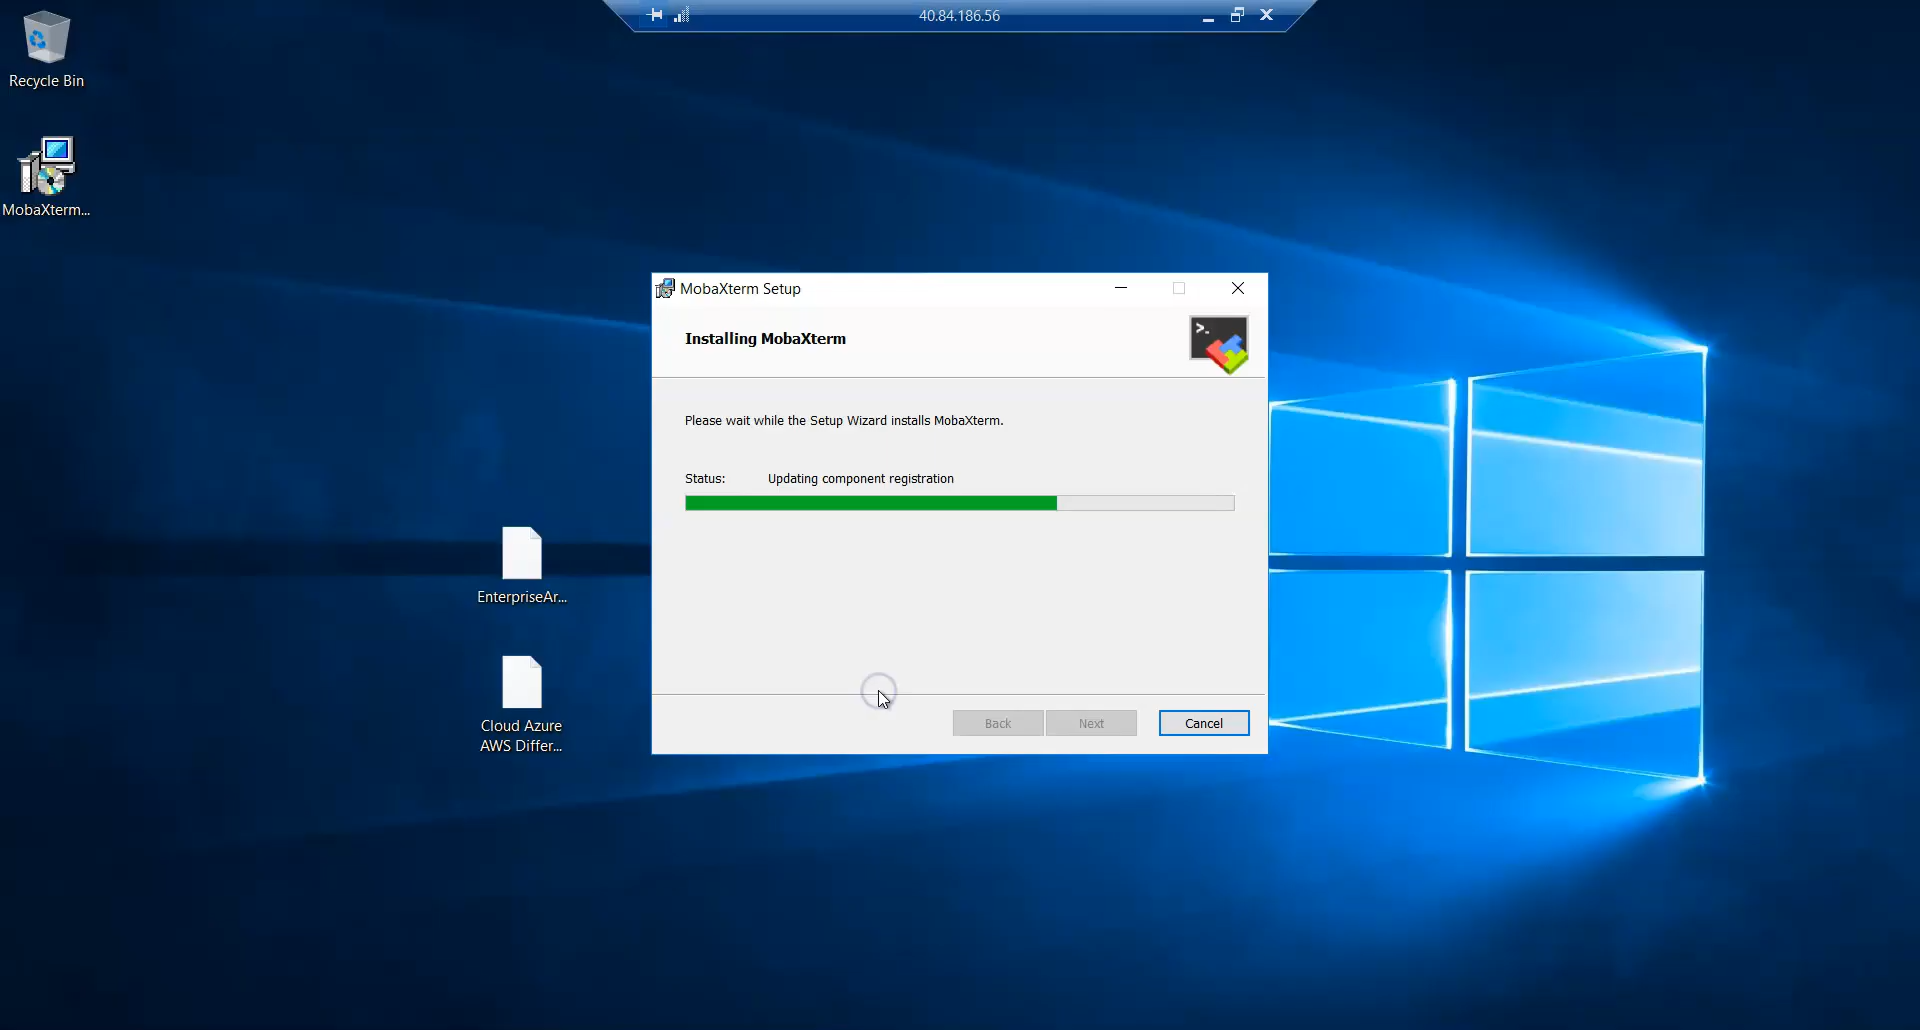 40.84.186.56
Recycle Bin
MobaXterm...
MobaXterm Setup
Installing MobaXterm
>.
Please wait while the Setup Wizard installs MobaXterm.
Status: Updating component registration
EnterpriseAr...
Cloud Azure
AWS Differ...
Back Next Cancel